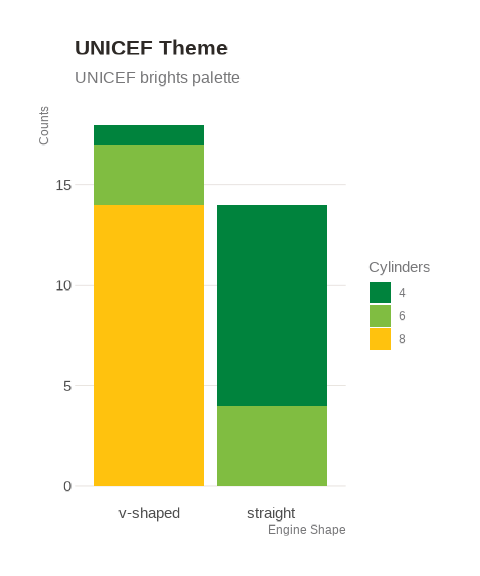 UNICEF Theme
UNICEF brights palette
Counts
15
10
5
0
v-shaped straight
Engine Shape
Cylinders
4
6
8